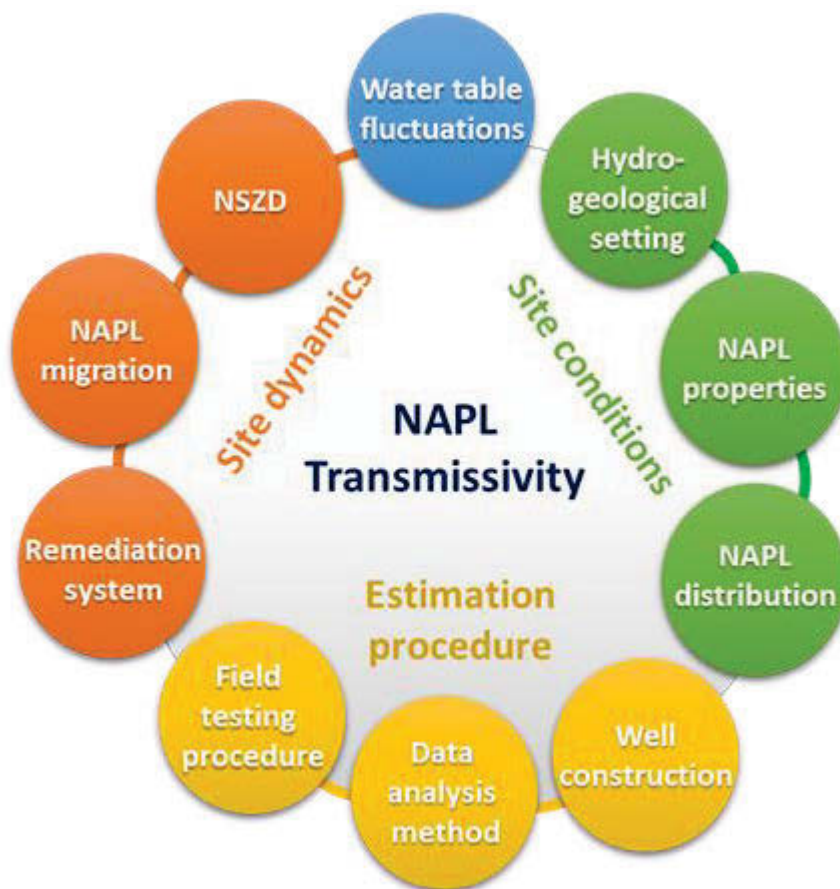 Water table
fluctuations
Hydro-
geological
setting
NAPL
properties
NAPL
distribution
Well
construction
Data
analysis
method
Field
testing
procedure
Remediation
system
NAPL
migration
NSZD
Site dynamics
Site conditions
NAPL
Transmissivity
Estimation
procedure